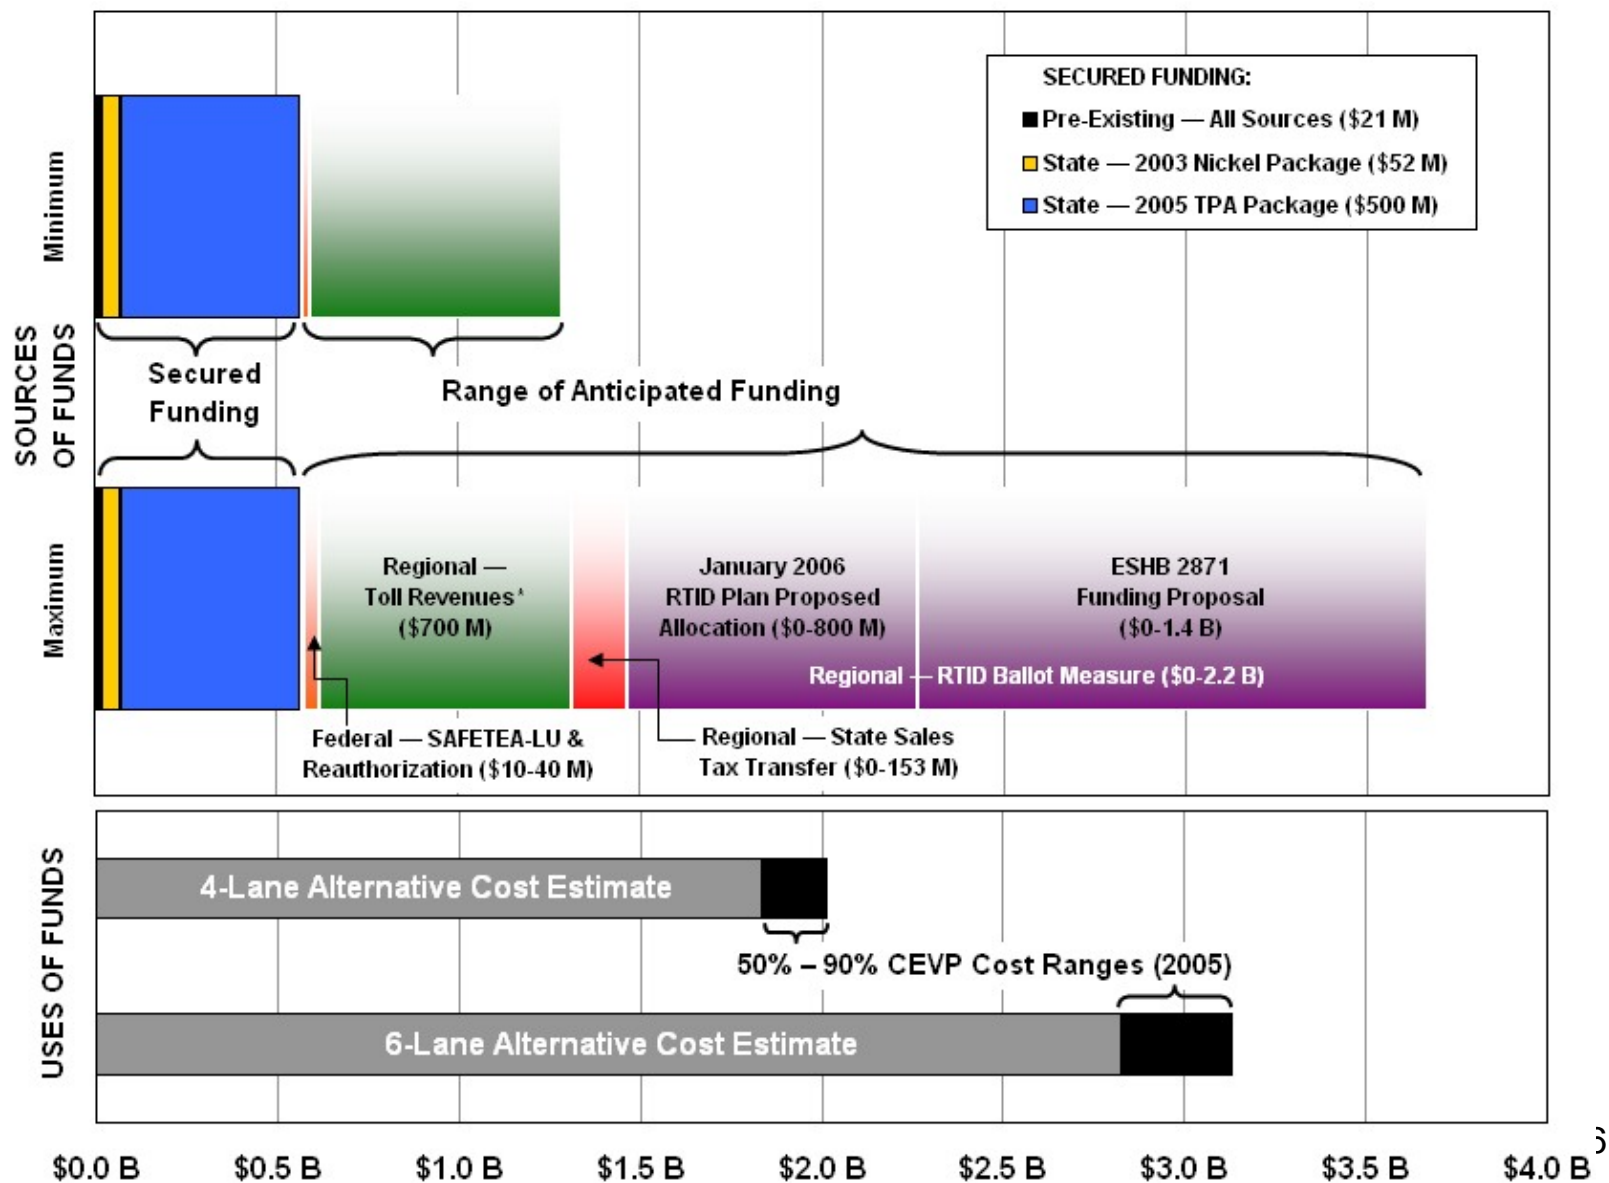 SECURED FUNDING:
Pre-Existing — All Sources ($21 M)
State — 2003 Nickel Package ($52 M)
State — 2005 TPA Package ($500 M)
Minimum
SOURCES
OF FUNDS
Secured
Funding
Range of Anticipated Funding
Maximum
Regional —
Toll Revenues*
($700 M)
January 2006
RTID Plan Proposed
Allocation ($0-800 M)
ESHB 2871
Funding Proposal
($0-1.4 B)
Regional — RTID Ballot Measure ($0-2.2 B)
Federal — SAFETEA-LU &
Reauthorization ($10-40 M)
Regional — State Sales
Tax Transfer ($0-153 M)
USES OF FUNDS
4-Lane Alternative Cost Estimate
50% – 90% CEVP Cost Ranges (2005)
6-Lane Alternative Cost Estimate
$0.0 B $0.5 B $1.0 B $1.5 B $2.0 B $2.5 B $3.0 B $3.5 B $4.0 B